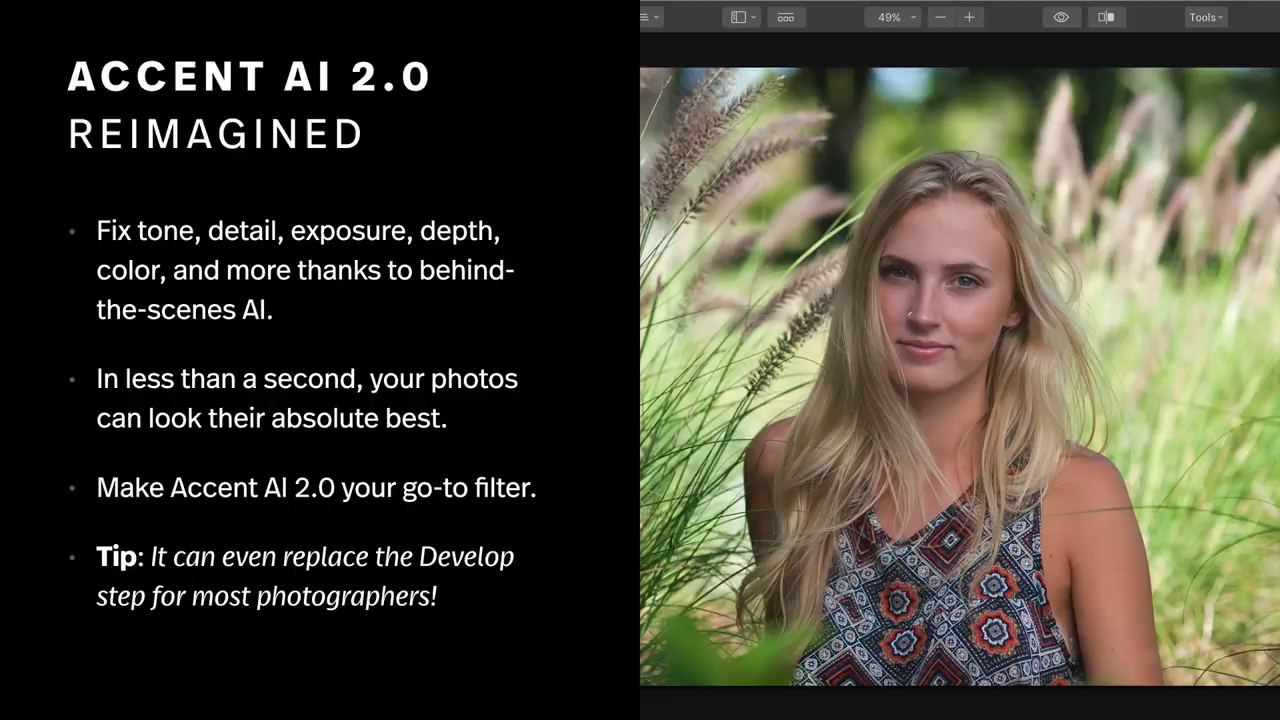 ACCENT AI 2.0
REIMAGINED
• Fix tone, detail, exposure, depth,
color, and more thanks to behind-
the-scenes AI.
• In less than a second, your photos
can look their absolute best.
• Make Accent AI 2.0 your go-to filter.
• Tip: It can even replace the Develop
step for most photographers!
49%
Tools